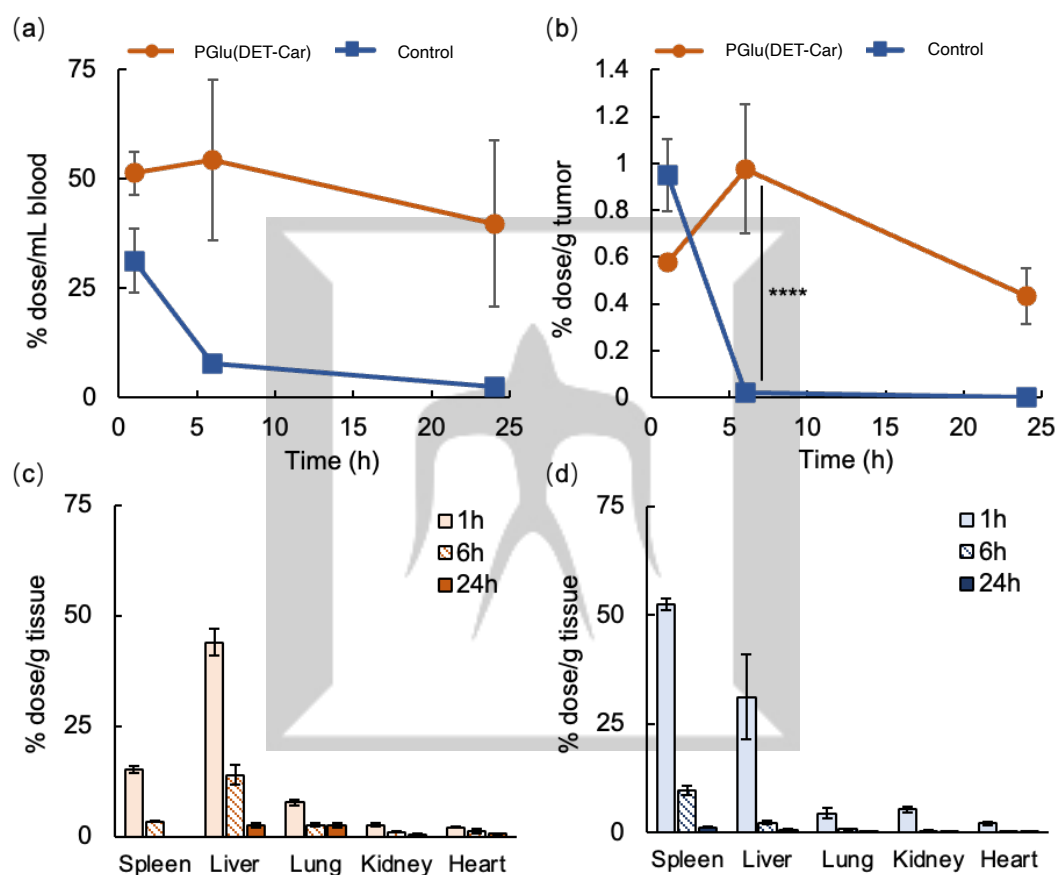 (a)
PGlu(DET-Car) Control
75
50
25
0
% dose/mL blood
0 5 10 15 20 25
Time (h)
(b)
PGlu(DET-Car) Control
1.4
1.2
1
0.8
0.6
0.4
0.2
0
% dose/g tumor
****
0 5 10 15 20 25
Time (h)
(c)
75
50
25
0
% dose/g tissue
1h
6h
24h
Spleen Liver Lung Kidney Heart
(d)
75
50
25
0
% dose/g tissue
1h
6h
24h
Spleen Liver Lung Kidney Heart